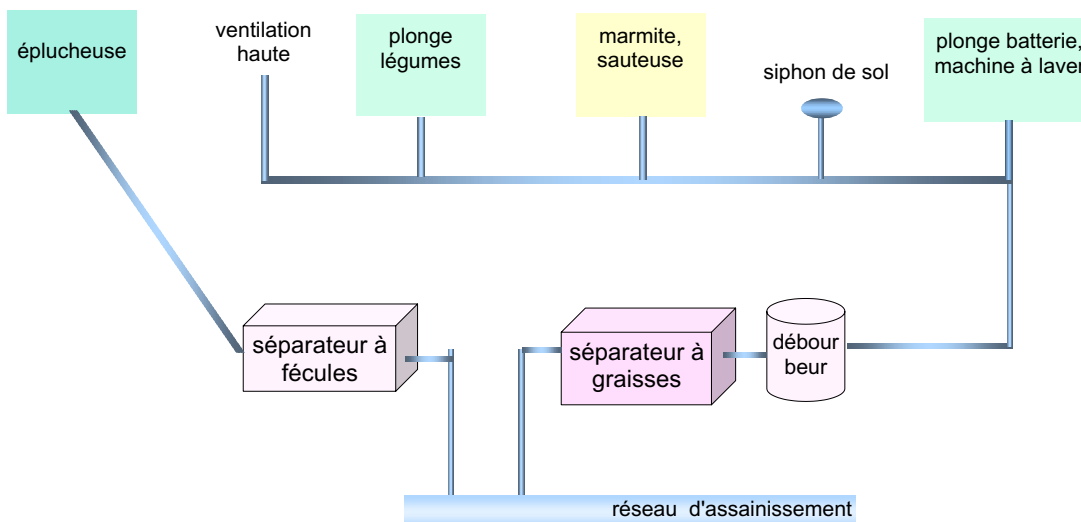 éplucheuse
ventilation
haute
plonge
légumes
marmite,
sauteuse
siphon de sol
plonge batterie,
machine à laver
séparateur à
fécules
séparateur à
graisses
débour
beur
réseau d'assainissement